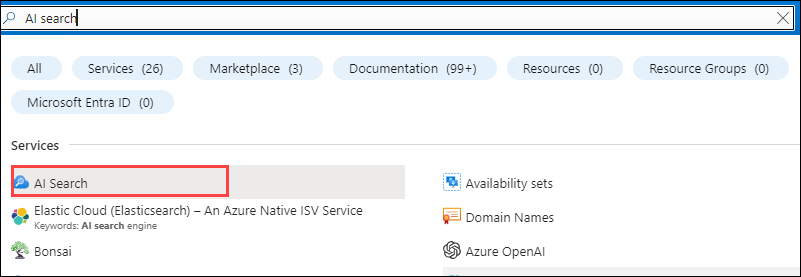 AI search
All
Services (26)
Marketplace (3)
Documentation (99+)
Resources (0)
Resource Groups (0)
Microsoft Entra ID (0)
Services
AI Search
Elastic Cloud (Elasticsearch) – An Azure Native ISV Service
Keywords: AI search engine
Bonsai
Availability sets
Domain Names
Azure OpenAI